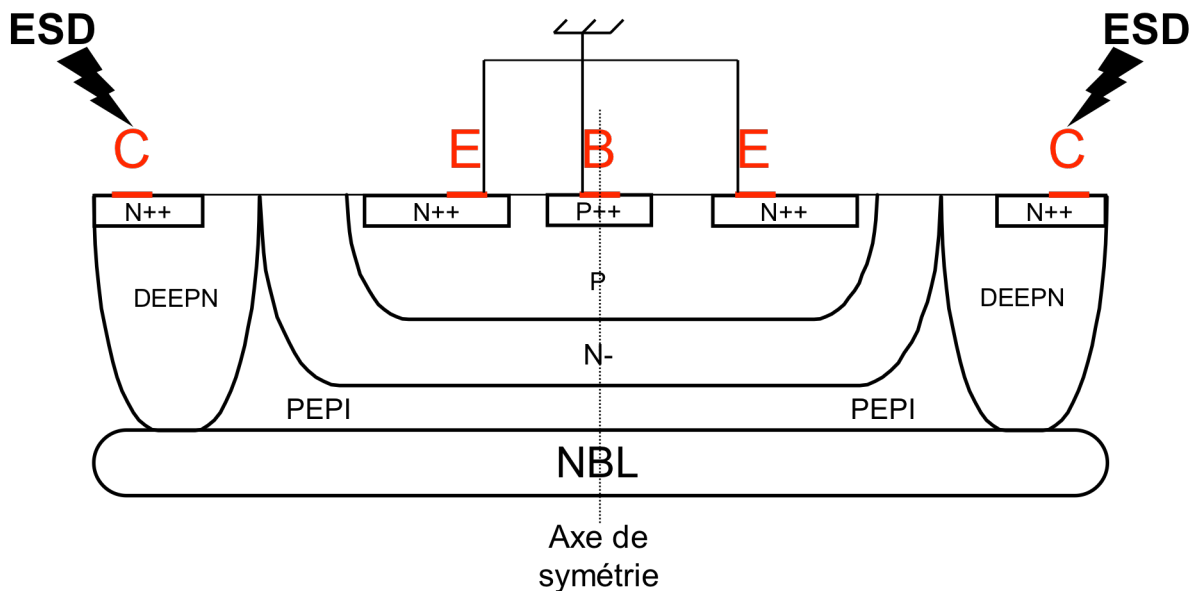 ESD
ESD
C
E
B
E
C
N++
N++
P++
N++
N++
DEEPN
P
DEEPN
N-
PEPI
PEPI
NBL
Axe de
symétrie